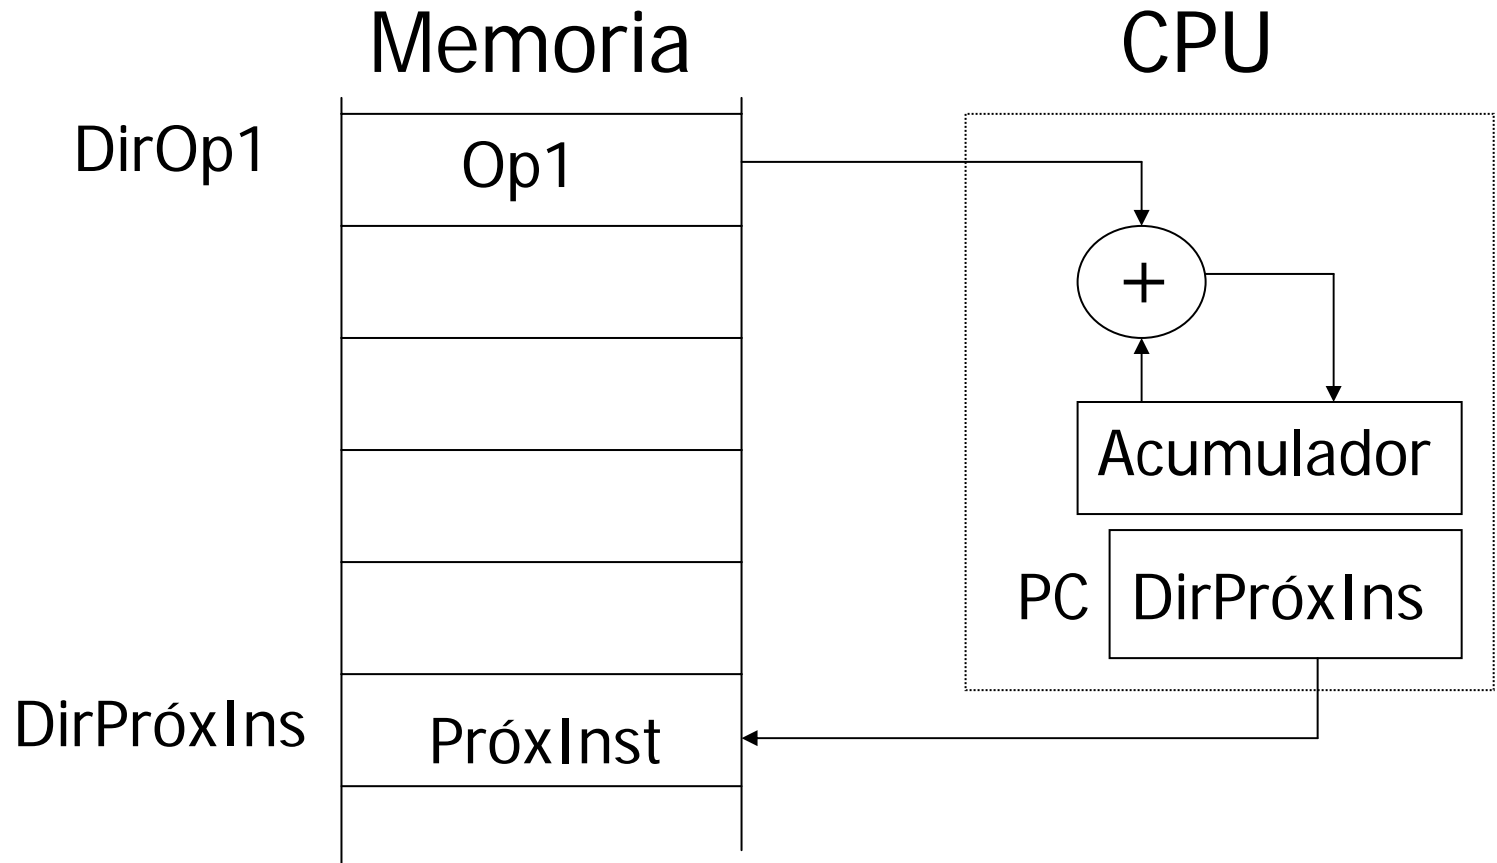 Memoria
CPU
DirOp1
Op1
+
Acumulador
PC
DirPróxIns
DirPróxIns
PróxInst